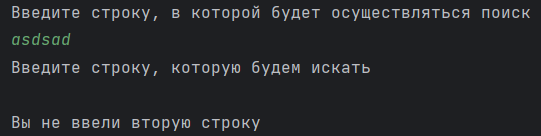 Введите строку, в которой будет осуществляться поиск
asdsad
Введите строку, которую будем искать
Вы не ввели вторую строку